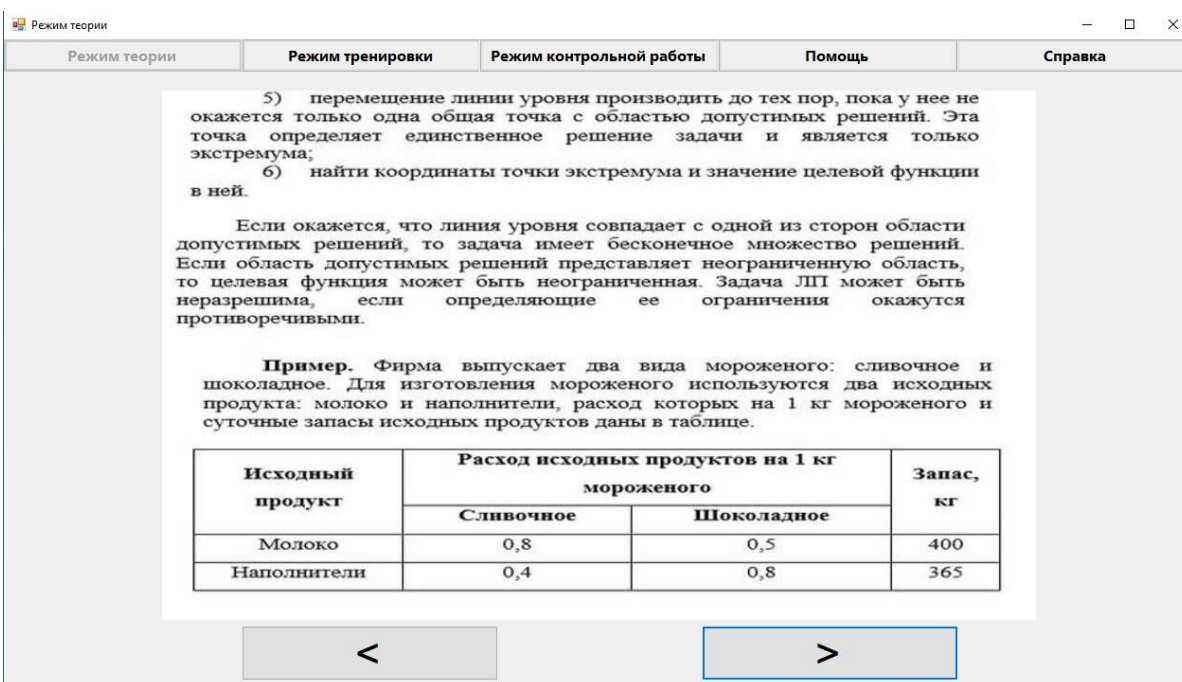 Режим теории
Режим теории Режим тренировки Режим контрольной работы Помощь Справка
5) перемещение линии уровня производить до тех пор, пока у нее не
окажется только одна общая точка с областью допустимых решений. Эта
точка определяет единственное решение задачи и является только
экстремума;
6) найти координаты точки экстремума и значение целевой функции
в ней.
Если окажется, что линия уровня совпадает с одной из сторон области
допустимых решений, то задача имеет бесконечное множество решений.
Если область допустимых решений представляет неограниченную область,
то целевая функция может быть неограниченная. Задача ЛП может быть
неразрешима, если определяющие ее ограничения окажутся
противоречивыми.
Пример. Фирма выпускает два вида мороженого: сливочное и
шоколадное. Для изготовления мороженого используются два исходных
продукта: молоко и наполнители, расход которых на 1 кг мороженого и
суточные запасы исходных продуктов даны в таблице.
Исходный
продукт
Расход исходных продуктов на 1 кг
мороженого
Запас,
кг
Сливочное Шоколадное
Молоко 0,8 0,5 400
Наполнители 0,4 0,8 365
< >